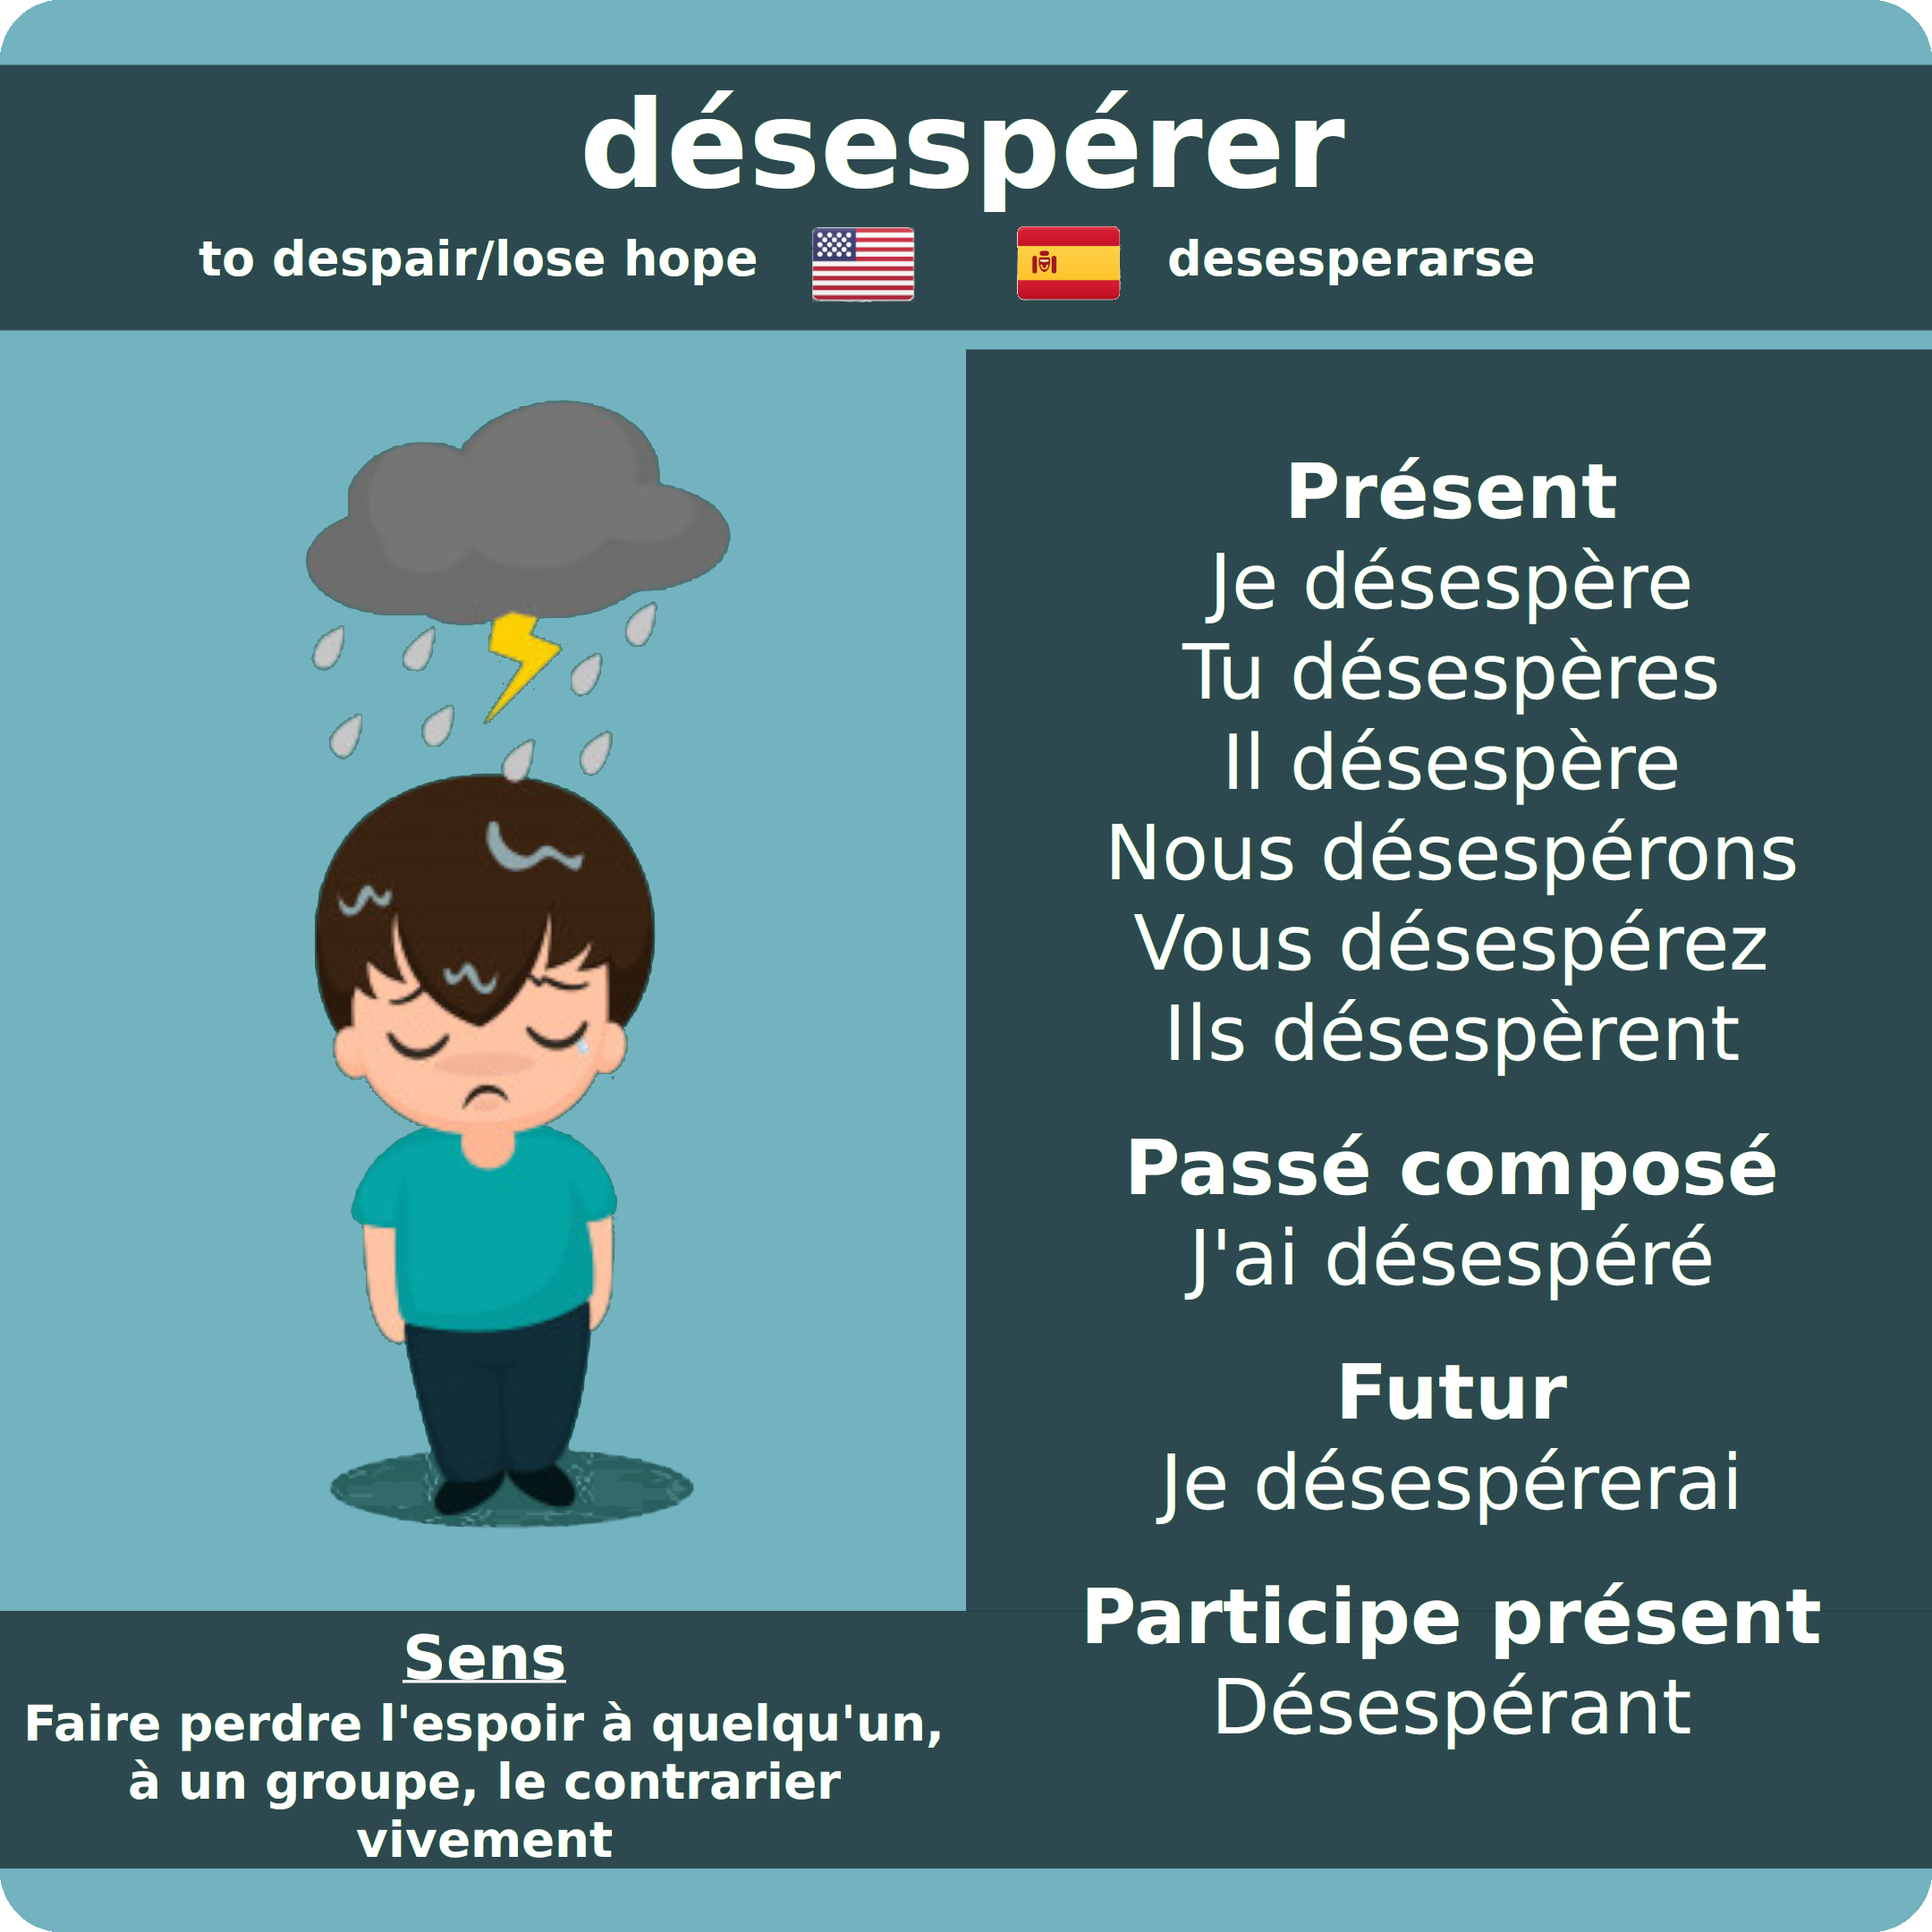 désespérer
to despair/lose hope
desesperarse
Présent
Je désespère
Tu désespères
Il désespère
Nous désespérons
Vous désespérez
Ils désespèrent
Passé composé
J'ai désespéré
Futur
Je désespérerai
Participe présent
Désespérant
Sens
Faire perdre l'espoir à quelqu'un,
à un groupe, le contrarier
vivement